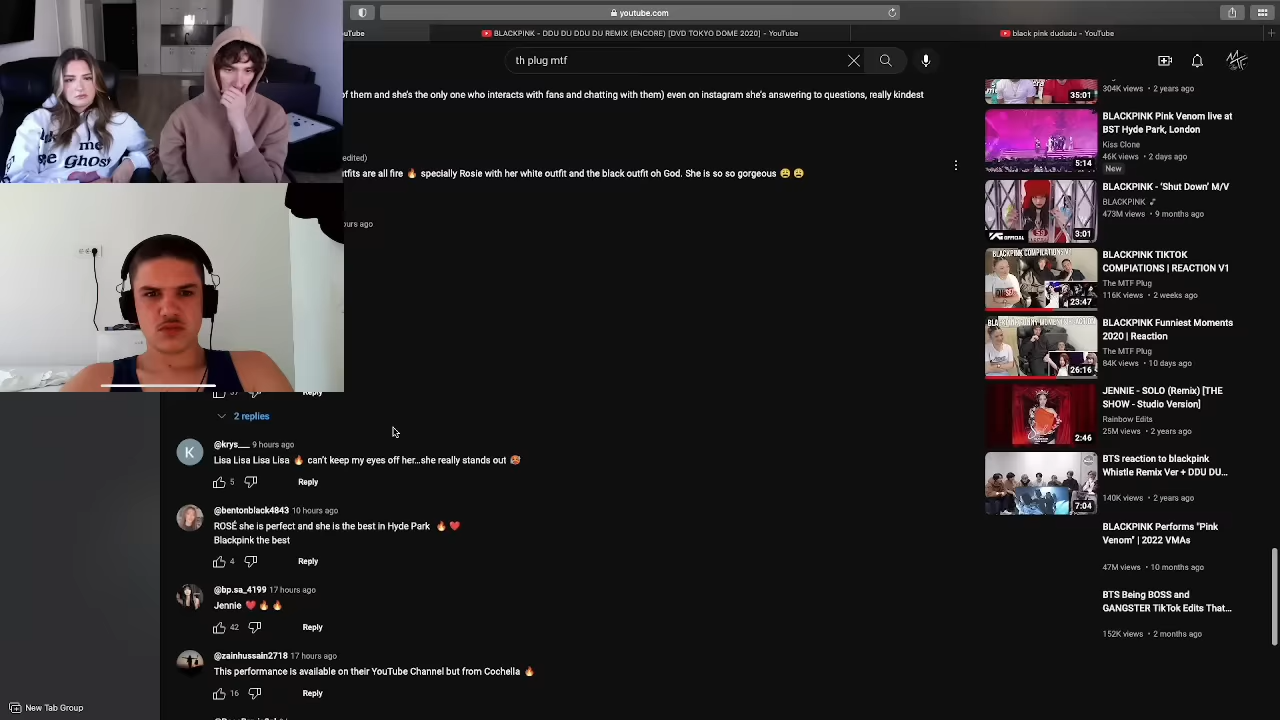 youtube.com
uTube
BLACKPINK - DDU DU DDU DU REMIX (ENCORE) [DVD TOKYO DOME 2020] - YouTube
black pink dududu - YouTube
th plug mtf
of them and she's the only one who interacts with fans and chatting with them) even on instagram she's answering to questions, really kindest
edited)
utfits are all fire 🔥 specially Rosie with her white outfit and the black outfit oh God. She is so so gorgeous 😩😩
ours ago
me
Ghost
37
Reply
2 replies
K
@krys___ 9 hours ago
Lisa Lisa Lisa Lisa 🔥 can't keep my eyes off her...she really stands out 🥵
5
Reply
@bentonblack4843 10 hours ago
ROSÉ she is perfect and she is the best in Hyde Park 🔥❤️
Blackpink the best
4
Reply
@bp.sa_4199 17 hours ago
Jennie ❤️🔥🔥
42
Reply
@zainhussain2718 17 hours ago
This performance is available on their YouTube Channel but from Cochella 🔥
16
Reply
New Tab Group
35:01
304K views • 2 years ago
BLACKPINK Pink Venom live at
BST Hyde Park, London
Kiss Clone
46K views • 2 days ago
New
5:14
BLACKPINK - 'Shut Down' M/V
BLACKPINK
473M views • 9 months ago
3:01
YG OFFICIAL
BLACKPINK TIKTOK
COMPIATIONS | REACTION V1
The MTF Plug
116K views • 2 weeks ago
23:47
BLACKPINK Funniest Moments
2020 | Reaction
The MTF Plug
84K views • 10 days ago
26:16
JENNIE - SOLO (Remix) [THE
SHOW - Studio Version]
Rainbow Edits
25M views • 2 years ago
2:46
BTS reaction to blackpink
Whistle Remix Ver + DDU DU...
140K views • 2 years ago
7:04
BLACKPINK Performs "Pink
Venom" | 2022 VMAs
47M views • 10 months ago
BTS Being BOSS and
GANGSTER TikTok Edits That...
152K views • 2 months ago